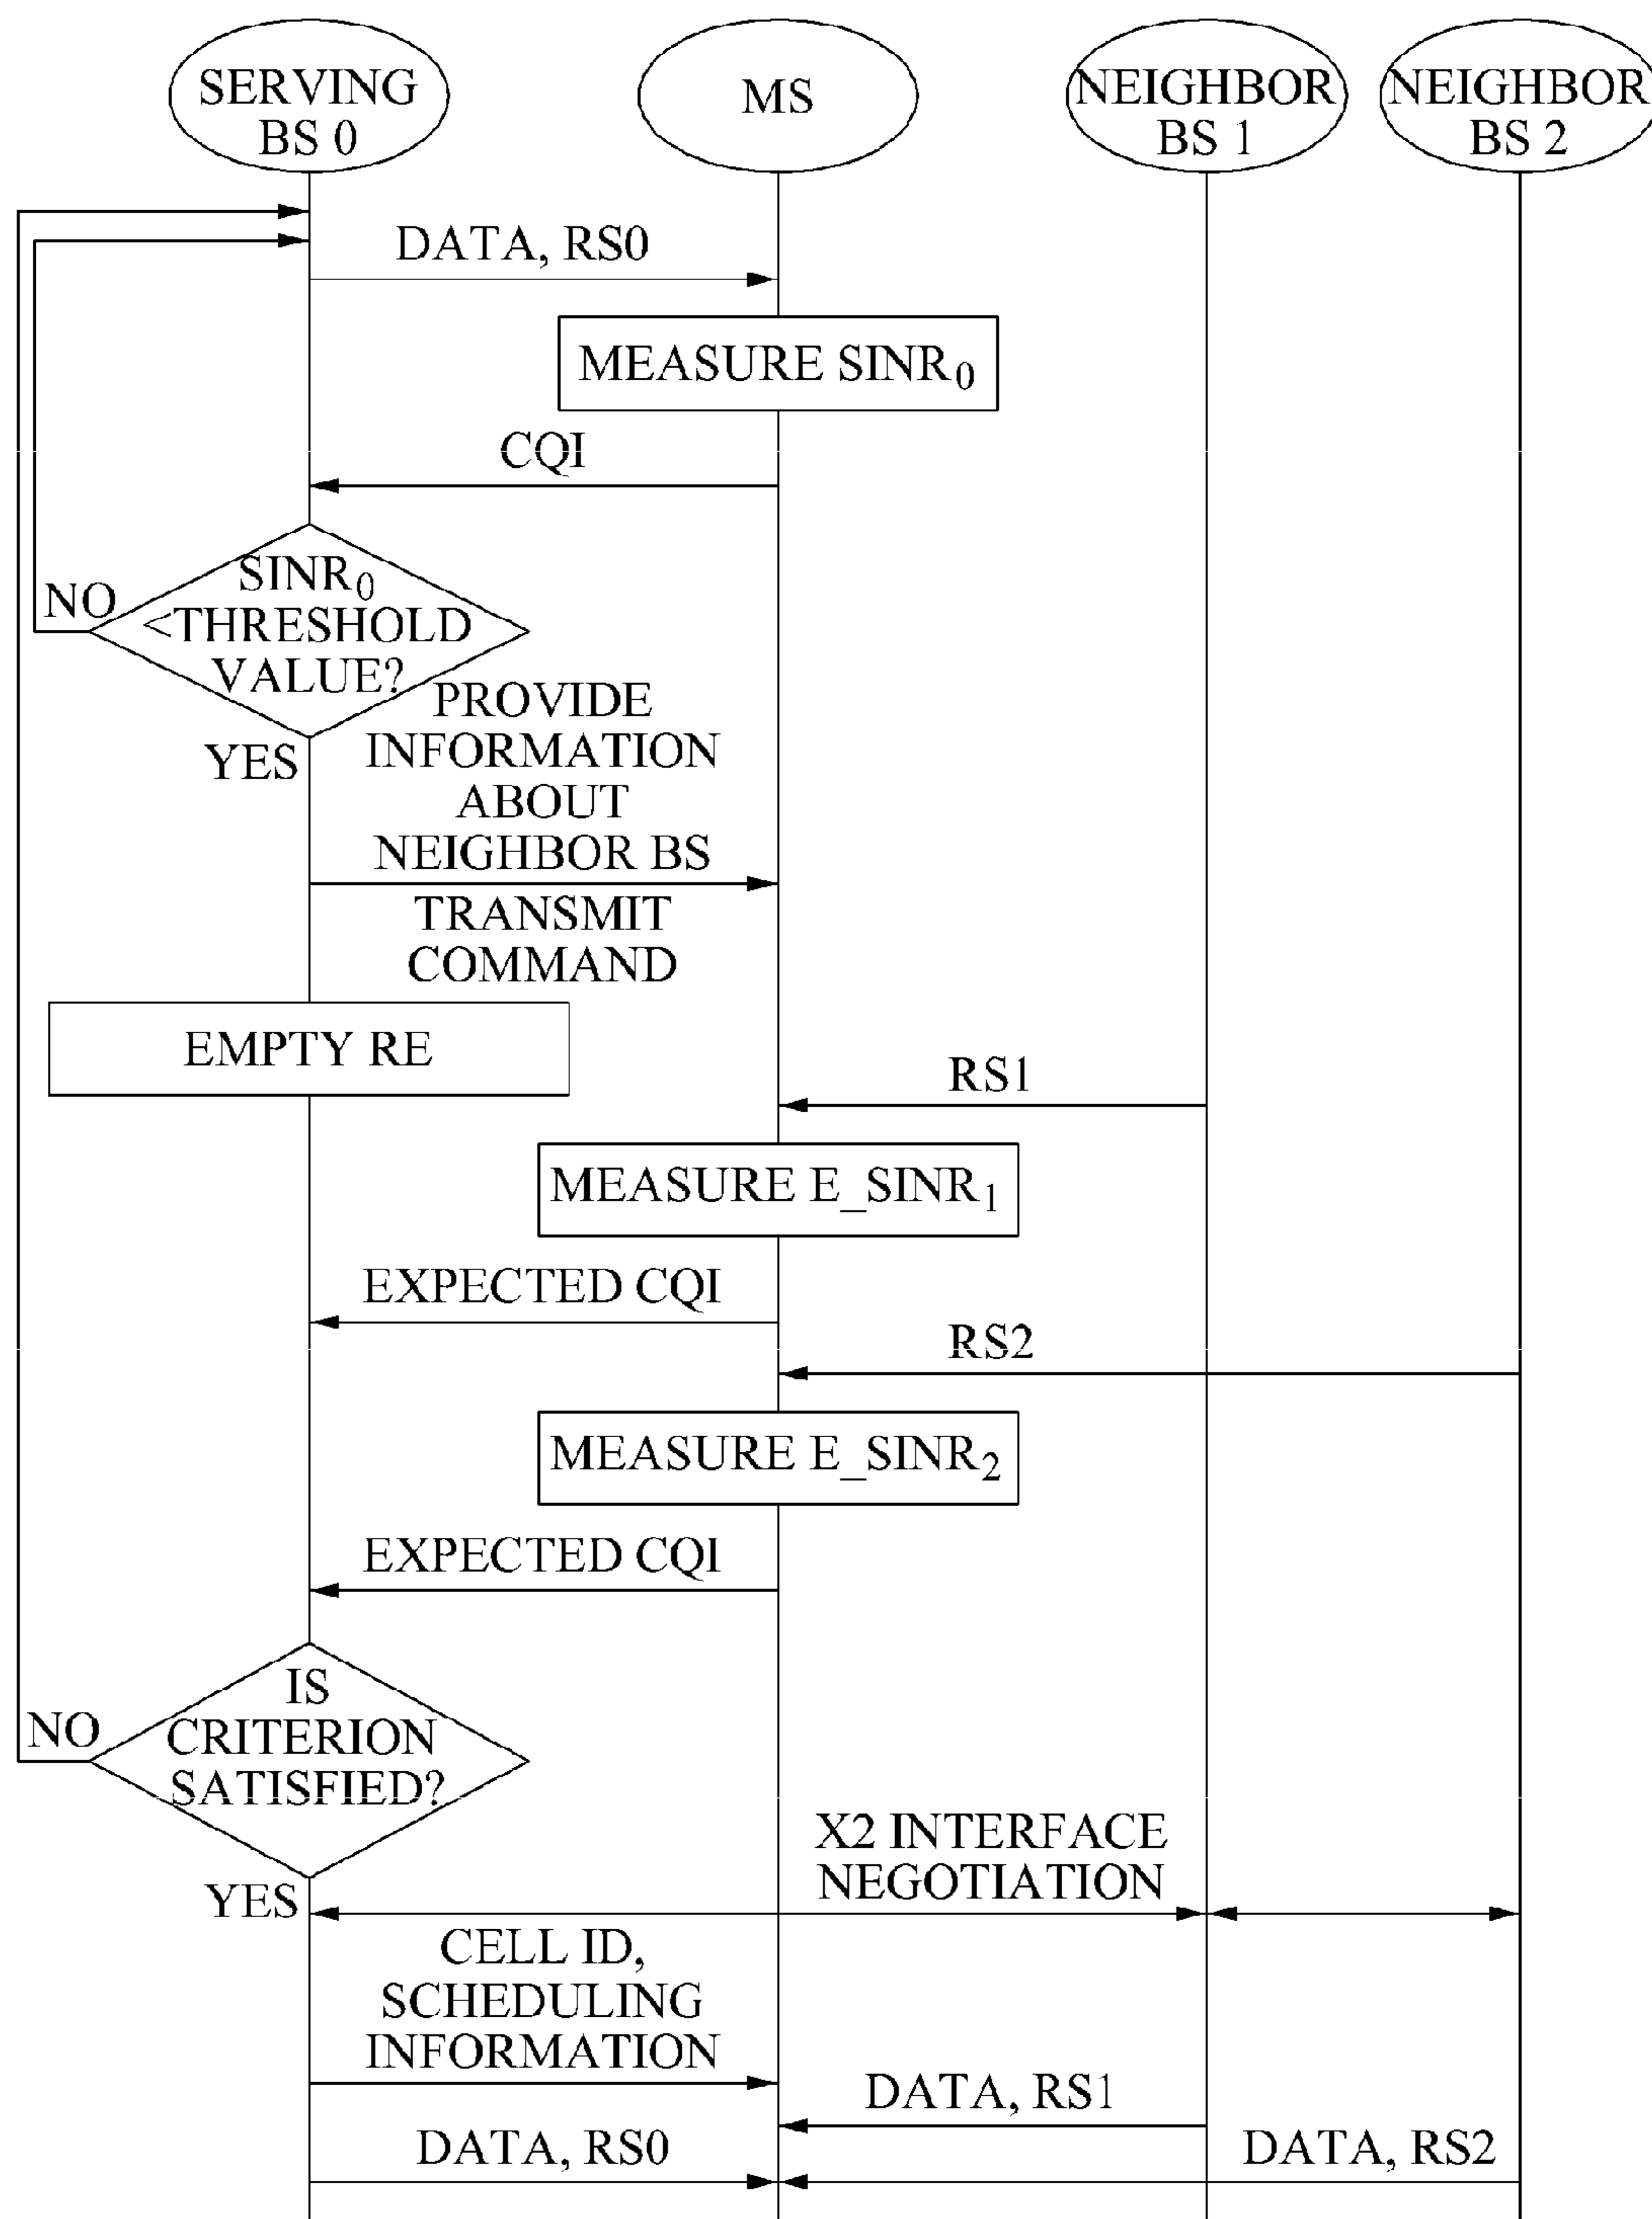 SERVING
BS 0
MS
NEIGHBOR
BS 1
NEIGHBOR
BS 2
DATA, RS0
MEASURE SINR0
CQI
SINR0
<THRESHOLD
VALUE?
NO
YES
PROVIDE
INFORMATION
ABOUT
NEIGHBOR BS
TRANSMIT
COMMAND
EMPTY RE
RS1
MEASURE E_SINR1
EXPECTED CQI
RS2
MEASURE E_SINR2
EXPECTED CQI
IS
CRITERION
SATISFIED?
NO
YES
X2 INTERFACE
NEGOTIATION
CELL ID,
SCHEDULING
INFORMATION
DATA, RS1
DATA, RS0
DATA, RS2